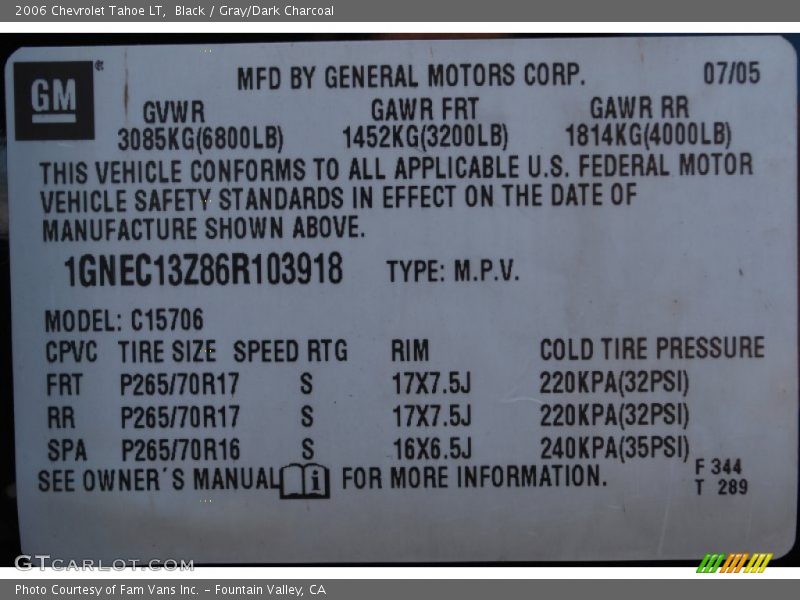 2006 Chevrolet Tahoe LT,  Black / Gray/Dark Charcoal
GM
MFD BY GENERAL MOTORS CORP. 07/05
GVWR GAWR FRT GAWR RR
3085KG(6800LB) 1452KG(3200LB) 1814KG(4000LB)
THIS VEHICLE CONFORMS TO ALL APPLICABLE U.S. FEDERAL MOTOR
VEHICLE SAFETY STANDARDS IN EFFECT ON THE DATE OF
MANUFACTURE SHOWN ABOVE.
1GNEC13Z86R103918 TYPE: M.P.V.
MODEL: C15706
CPVC TIRE SIZE SPEED RTG RIM COLD TIRE PRESSURE
FRT P265/70R17 S 17X7.5J 220KPA(32PSI)
RR P265/70R17 S 17X7.5J 220KPA(32PSI)
SPA P265/70R16 S 16X6.5J 240KPA(35PSI)
SEE OWNER´S MANUAL i FOR MORE INFORMATION.
F 344
T 289
GTCARLOT.COM
Photo Courtesy of Fam Vans Inc. – Fountain Valley, CA